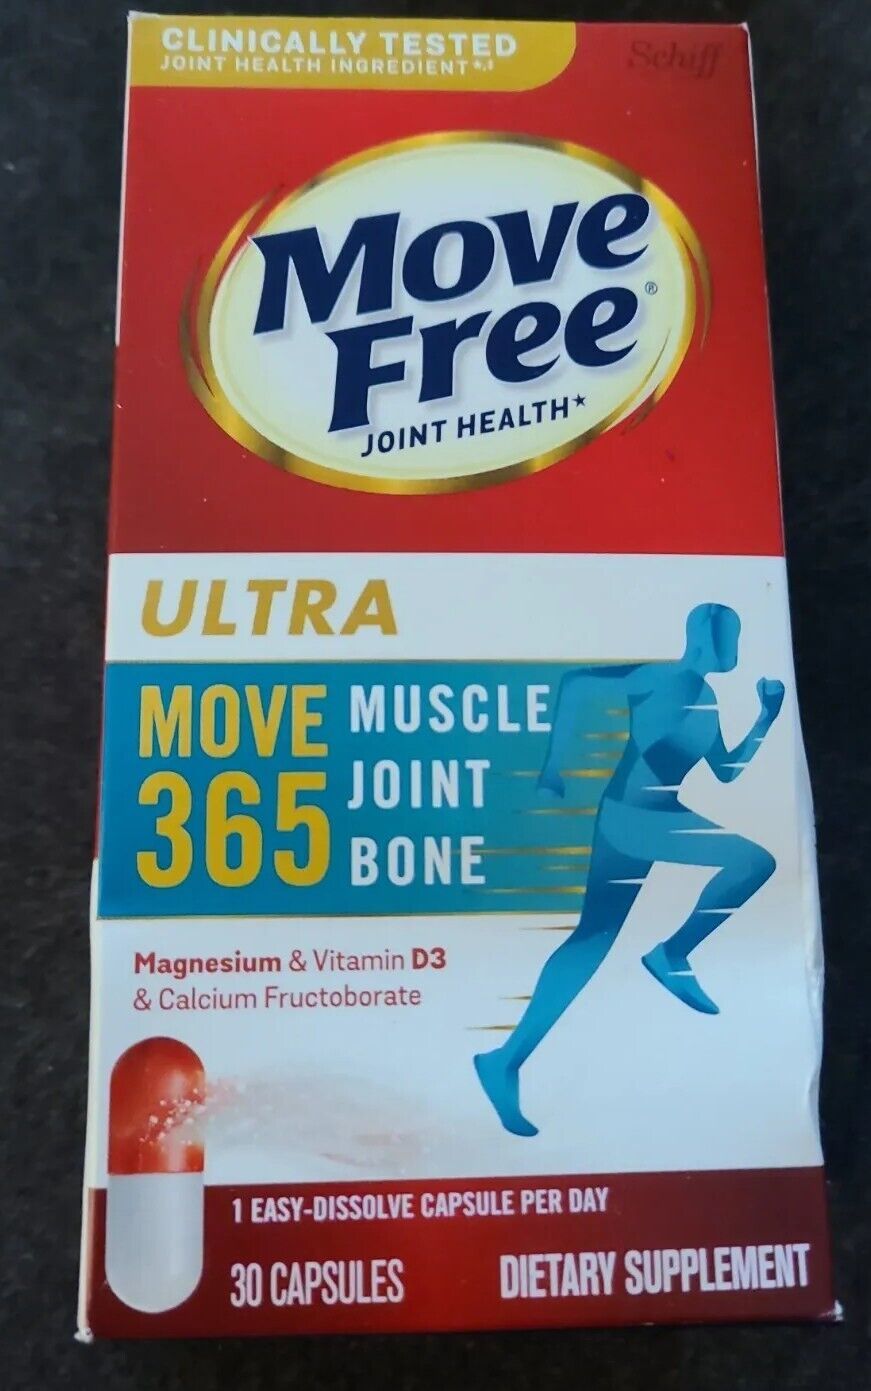 CLINICALLY TESTED
JOINT HEALTH INGREDIENT*,‡
Schiff
Move
Free®
JOINT HEALTH*
ULTRA
MOVE
365
MUSCLE
JOINT
BONE
Magnesium & Vitamin D3
& Calcium Fructoborate
1 EASY-DISSOLVE CAPSULE PER DAY
30 CAPSULES
DIETARY SUPPLEMENT